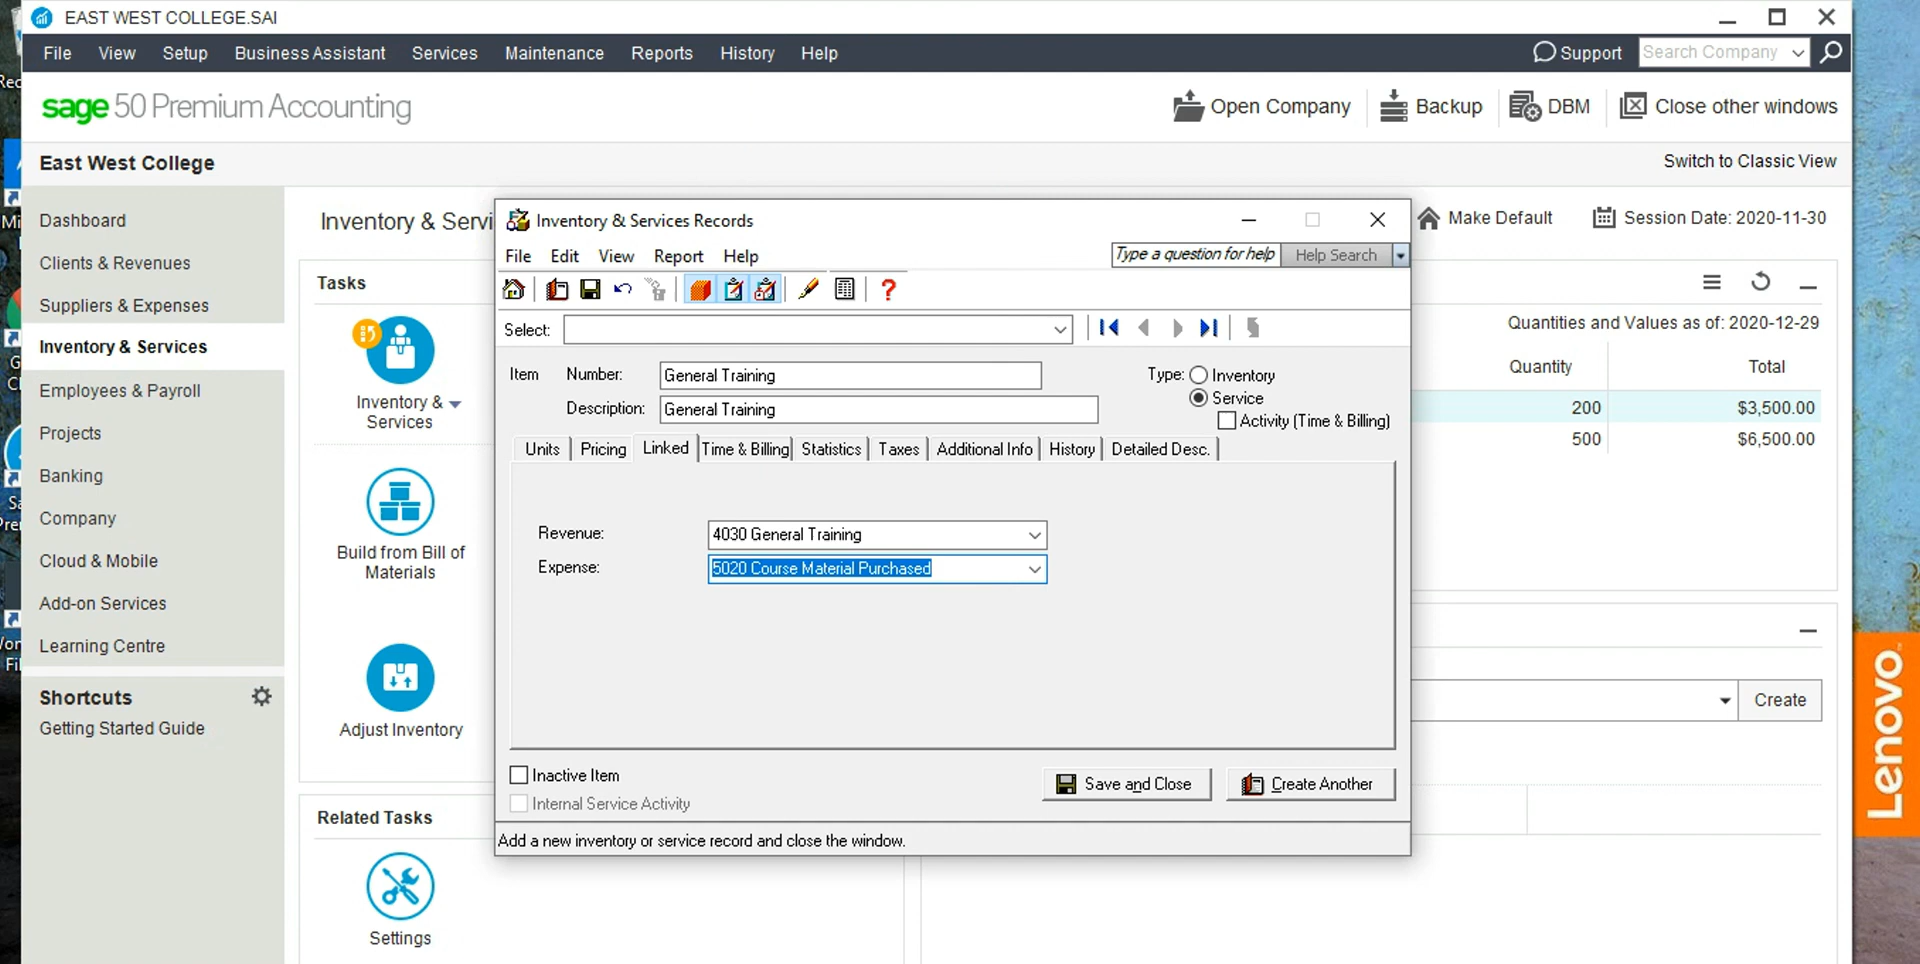 EAST WEST COLLEGE.SAI
File View Setup Business Assistant Services Maintenance Reports History Help
Support
Search Company
sage 50 Premium Accounting
Open Company
Backup
DBM
Close other windows
East West College
Switch to Classic View
Dashboard
Clients & Revenues
Suppliers & Expenses
Inventory & Services
Employees & Payroll
Projects
Banking
Company
Cloud & Mobile
Add-on Services
Learning Centre
Shortcuts
Getting Started Guide
Inventory & Servi
Make Default
Session Date: 2020-11-30
Tasks
Inventory &
Services
Build from Bill of
Materials
Adjust Inventory
Related Tasks
Settings
Quantities and Values as of: 2020-12-29
Quantity Total
200 $3,500.00
500 $6,500.00
Create
Inventory & Services Records
File Edit View Report Help
Type a question for help
Help Search
Select:
Item Number: General Training
Description: General Training
Type: Inventory
Service
Activity (Time & Billing)
Units Pricing Linked Time & Billing Statistics Taxes Additional Info History Detailed Desc.
Revenue: 4030 General Training
Expense: 5020 Course Material Purchased
Inactive Item
Internal Service Activity
Save and Close
Create Another
Add a new inventory or service record and close the window.
Lenovo